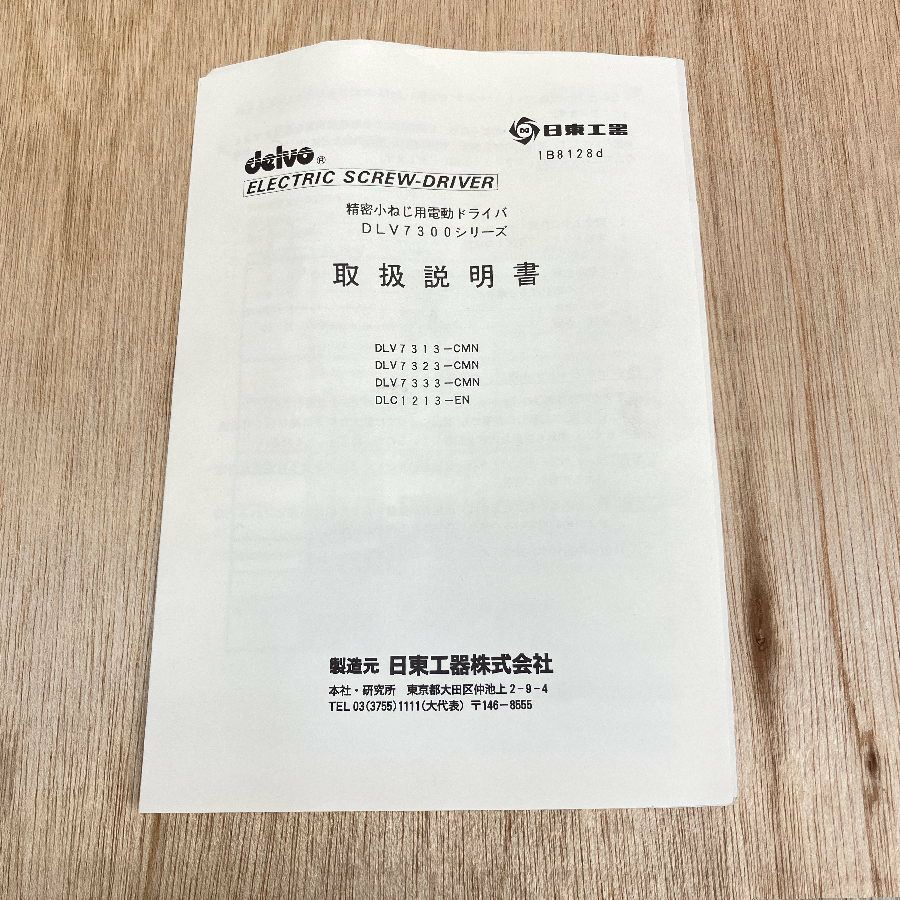 日東工器
1B8128d
delvo®
ELECTRIC SCREW-DRIVER
精密小ねじ用電動ドライバ
DLV7300シリーズ
取扱説明書
DLV7313-CMN
DLV7323-CMN
DLV7333-CMN
DLC1213-EN
製造元 日東工器株式会社
本社・研究所 東京都大田区仲池上2-9-4
TEL 03(3755)1111(大代表) 〒146-8555